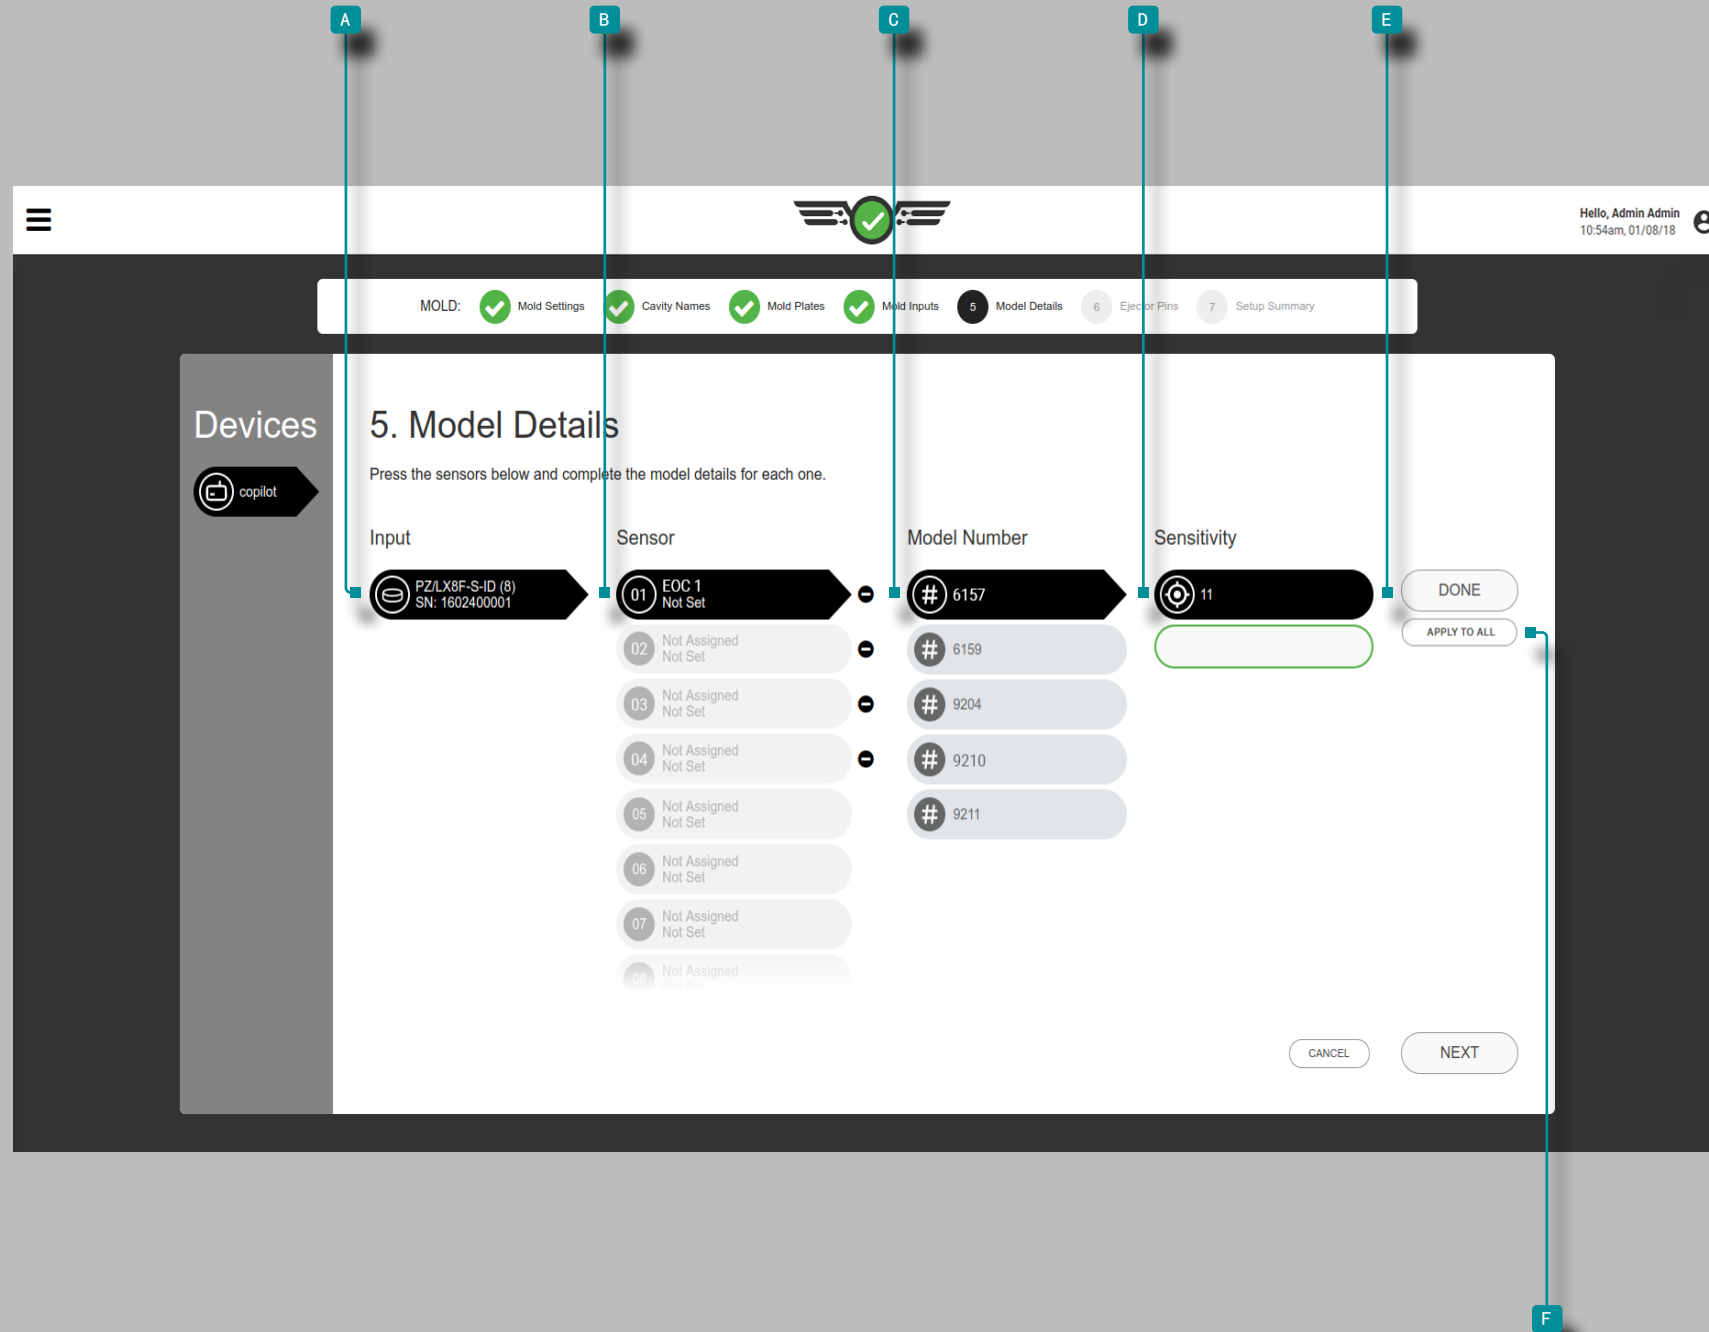 A B C D E
Hello, Admin Admin
10:54am, 01/08/18
MOLD: Mold Settings Cavity Names Mold Plates Mold Inputs 5 Model Details 6 Ejector Pins 7 Setup Summary
Devices
copilot
5. Model Details
Press the sensors below and complete the model details for each one.
Input
PZ/LX8F-S-ID (8)
SN: 1602400001
Sensor
01 EOC 1
Not Set
02 Not Assigned
Not Set
03 Not Assigned
Not Set
04 Not Assigned
Not Set
05 Not Assigned
Not Set
06 Not Assigned
Not Set
07 Not Assigned
Not Set
08 Not Assigned
Not Set
Model Number
# 6157
# 6159
# 9204
# 9210
# 9211
Sensitivity
11
DONE
APPLY TO ALL
CANCEL
NEXT
F